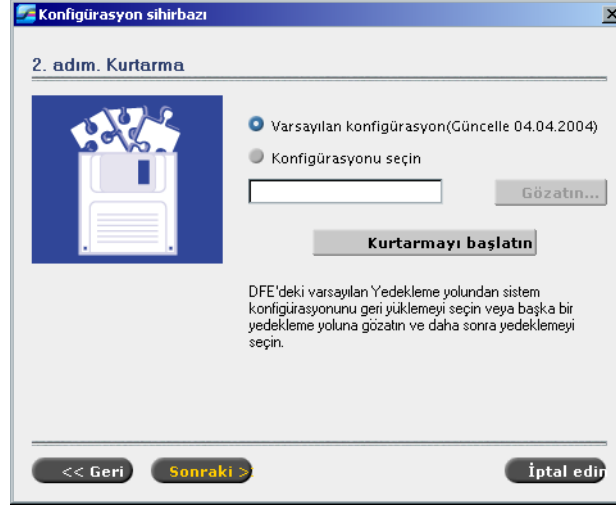 Konfigürasyon sihirbazı
2. adım. Kurtarma
Varsayılan konfigürasyon(Güncelle 04.04.2004)
Konfigürasyonu seçin
Gözatın...
Kurtarmayı başlatın
DFE'deki varsayılan Yedekleme yolundan sistem
konfigürasyonunu geri yüklemeyi seçin veya başka bir
yedekleme yoluna gözatın ve daha sonra yedeklemeyi
seçin.
<< Geri
Sonraki >
İptal edin